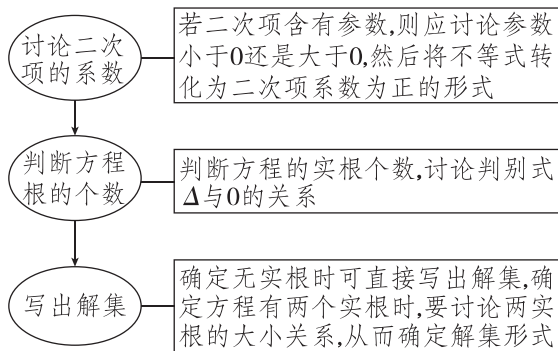 讨论二次
项的系数
若二次项含有参数,则应讨论参数
小于0还是大于0,然后将不等式转
化为二次项系数为正的形式
判断方程
根的个数
判断方程的实根个数,讨论判别式
Δ与0的关系
写出解集
确定无实根时可直接写出解集,确
定方程有两个实根时,要讨论两实
根的大小关系,从而确定解集形式